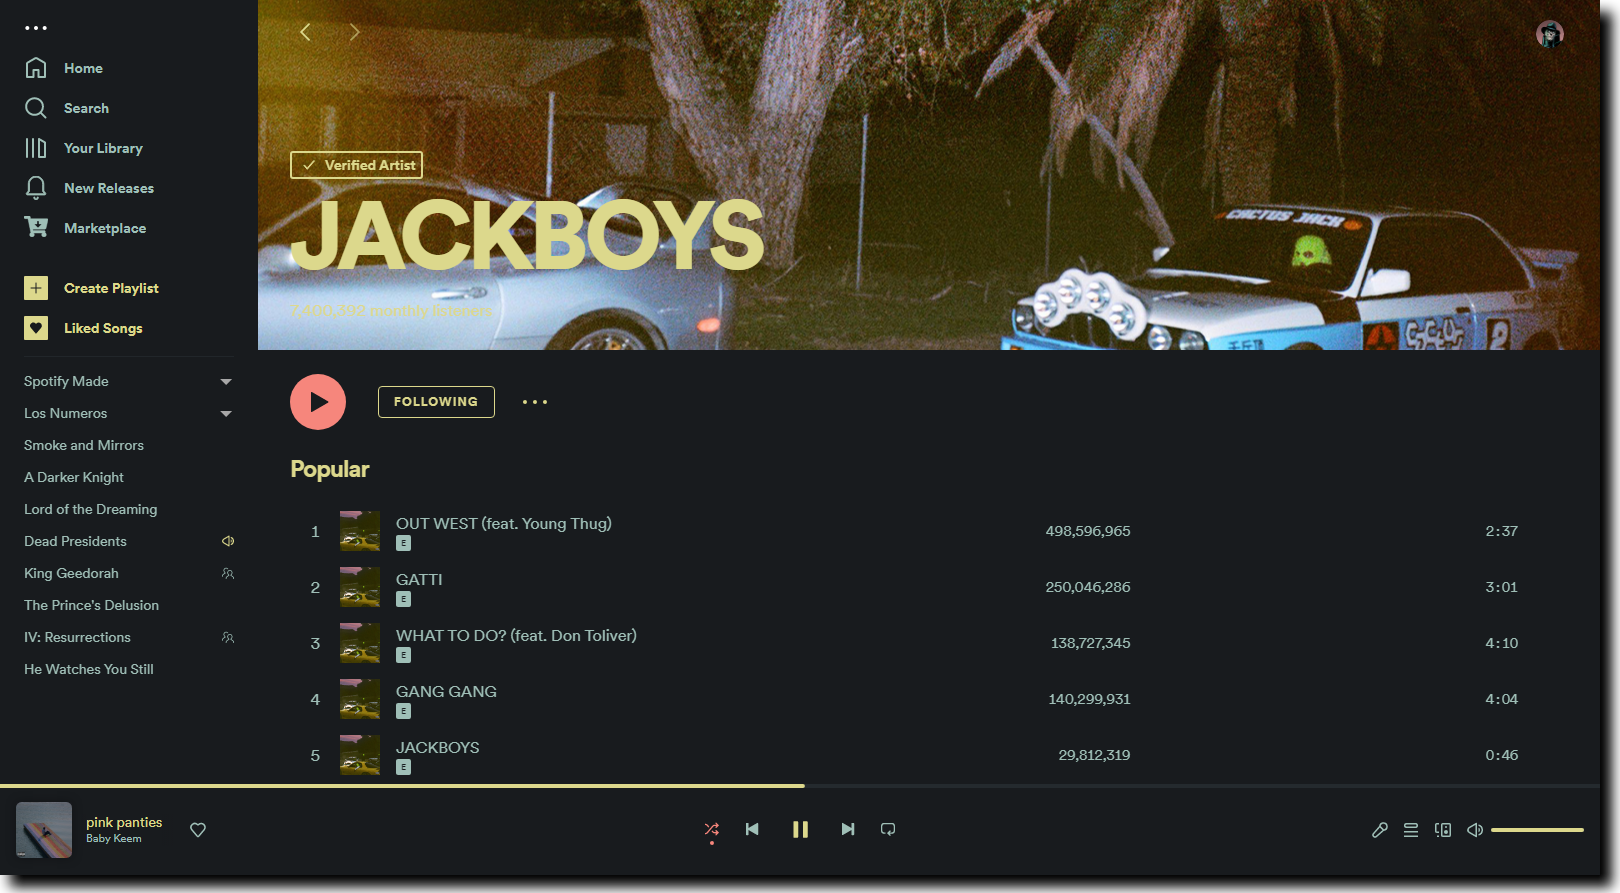 Home
Search
Your Library
New Releases
Marketplace
Create Playlist
Liked Songs
Spotify Made
Los Numeros
Smoke and Mirrors
A Darker Knight
Lord of the Dreaming
Dead Presidents
King Geedorah
The Prince's Delusion
IV: Resurrections
He Watches You Still
Verified Artist
JACKBOYS
monthly listeners
CACTUS JACK
2
FOLLOWING
Popular
1 OUT WEST (feat. Young Thug) 498,596,965 2:37
E
2 GATTI 250,046,286 3:01
E
3 WHAT TO DO? (feat. Don Toliver) 138,727,345 4:10
E
4 GANG GANG 140,299,931 4:04
E
5 JACKBOYS 29,812,319 0:46
E
pink panties
Baby Keem